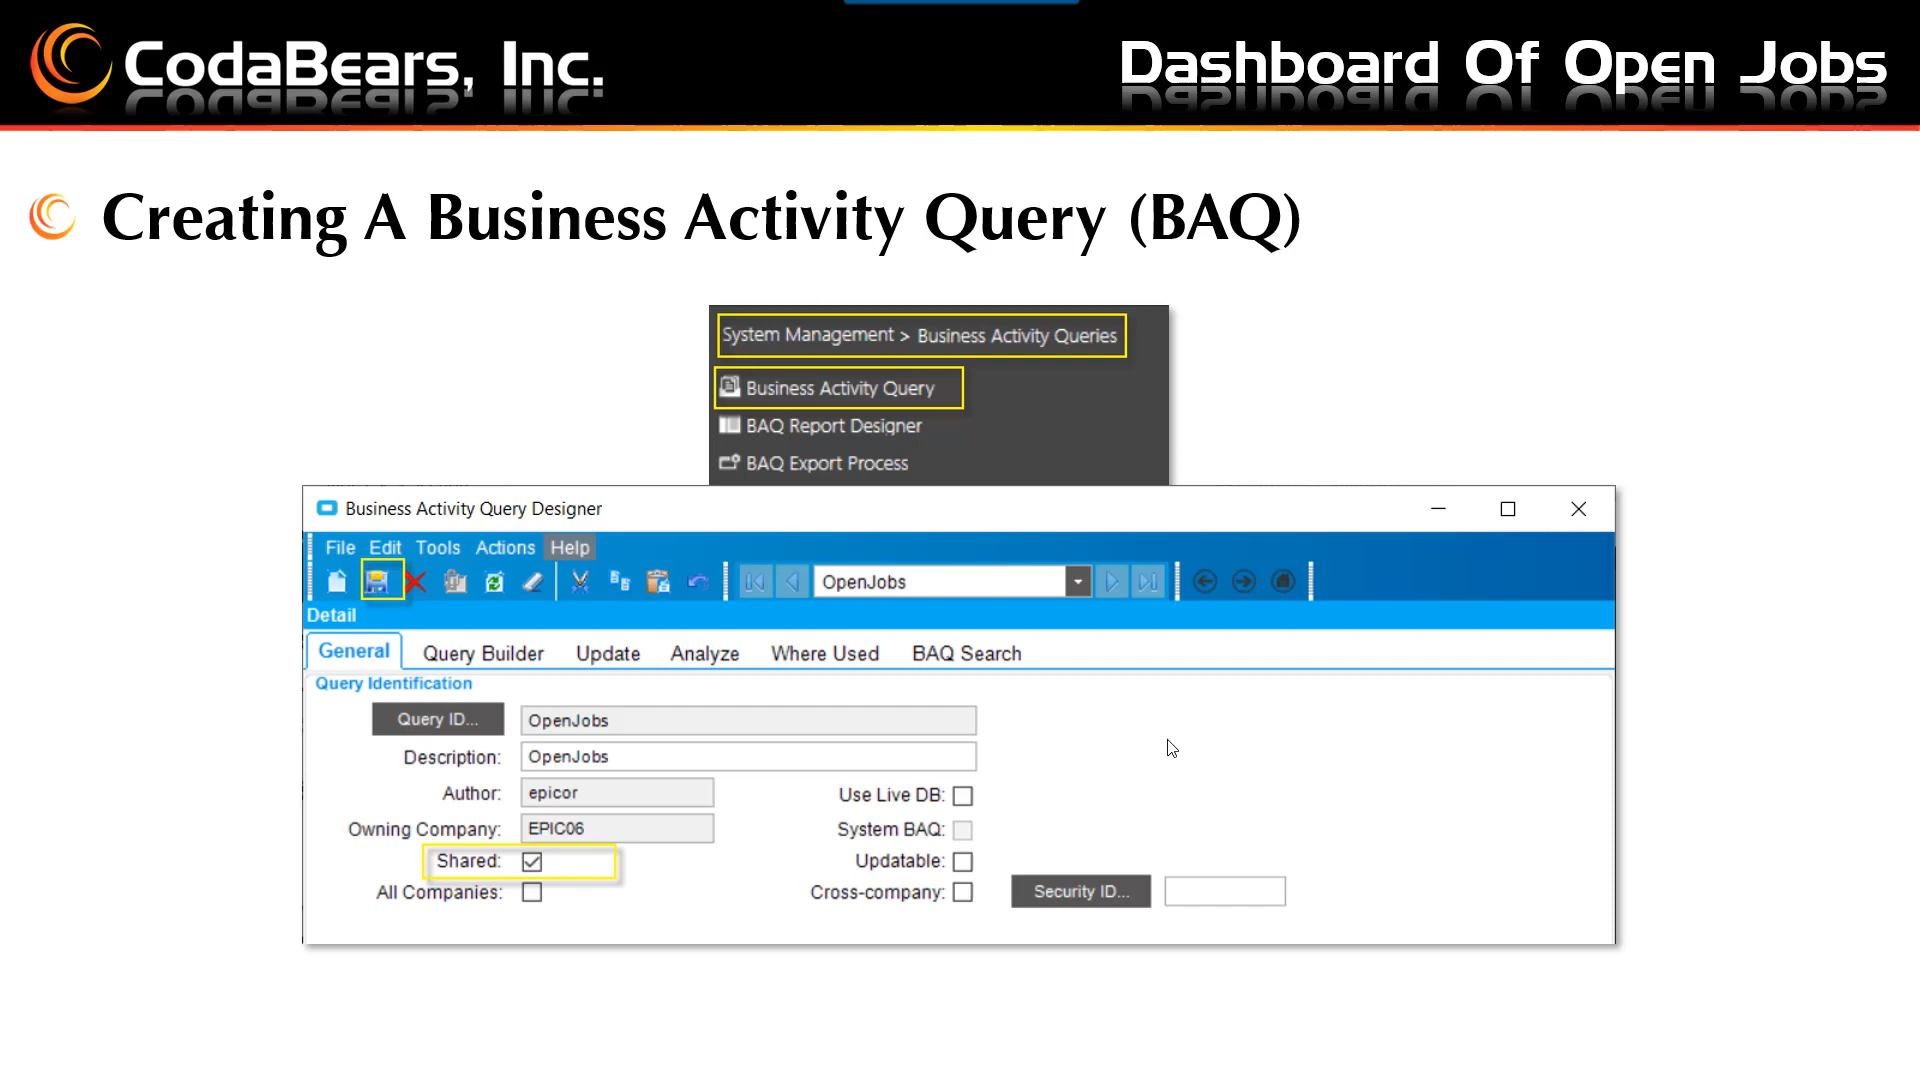 CodaBears, Inc.
Dashboard Of Open Jobs
Creating A Business Activity Query (BAQ)
System Management > Business Activity Queries
Business Activity Query
BAQ Report Designer
BAQ Export Process
Business Activity Query Designer
File Edit Tools Actions Help
OpenJobs
Detail
General Query Builder Update Analyze Where Used BAQ Search
Query Identification
Query ID... OpenJobs
Description: OpenJobs
Author: epicor Use Live DB:
Owning Company: EPIC06 System BAQ:
Shared: Updatable:
All Companies: Cross-company: Security ID...